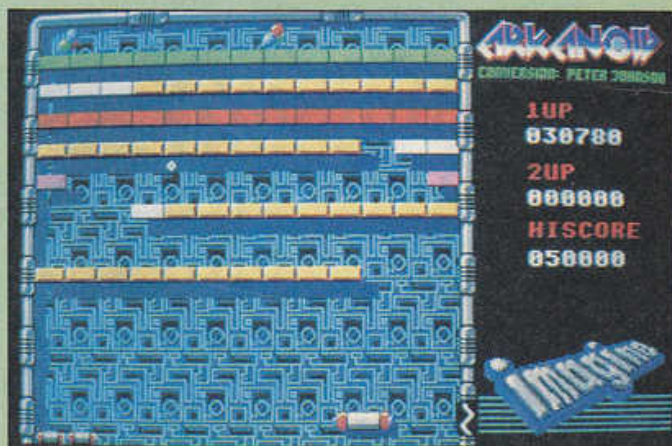 ARKANOID
CONVERSION: PETER JOHNSON
1UP
030780
2UP
000000
HISCORE
050000
imagine